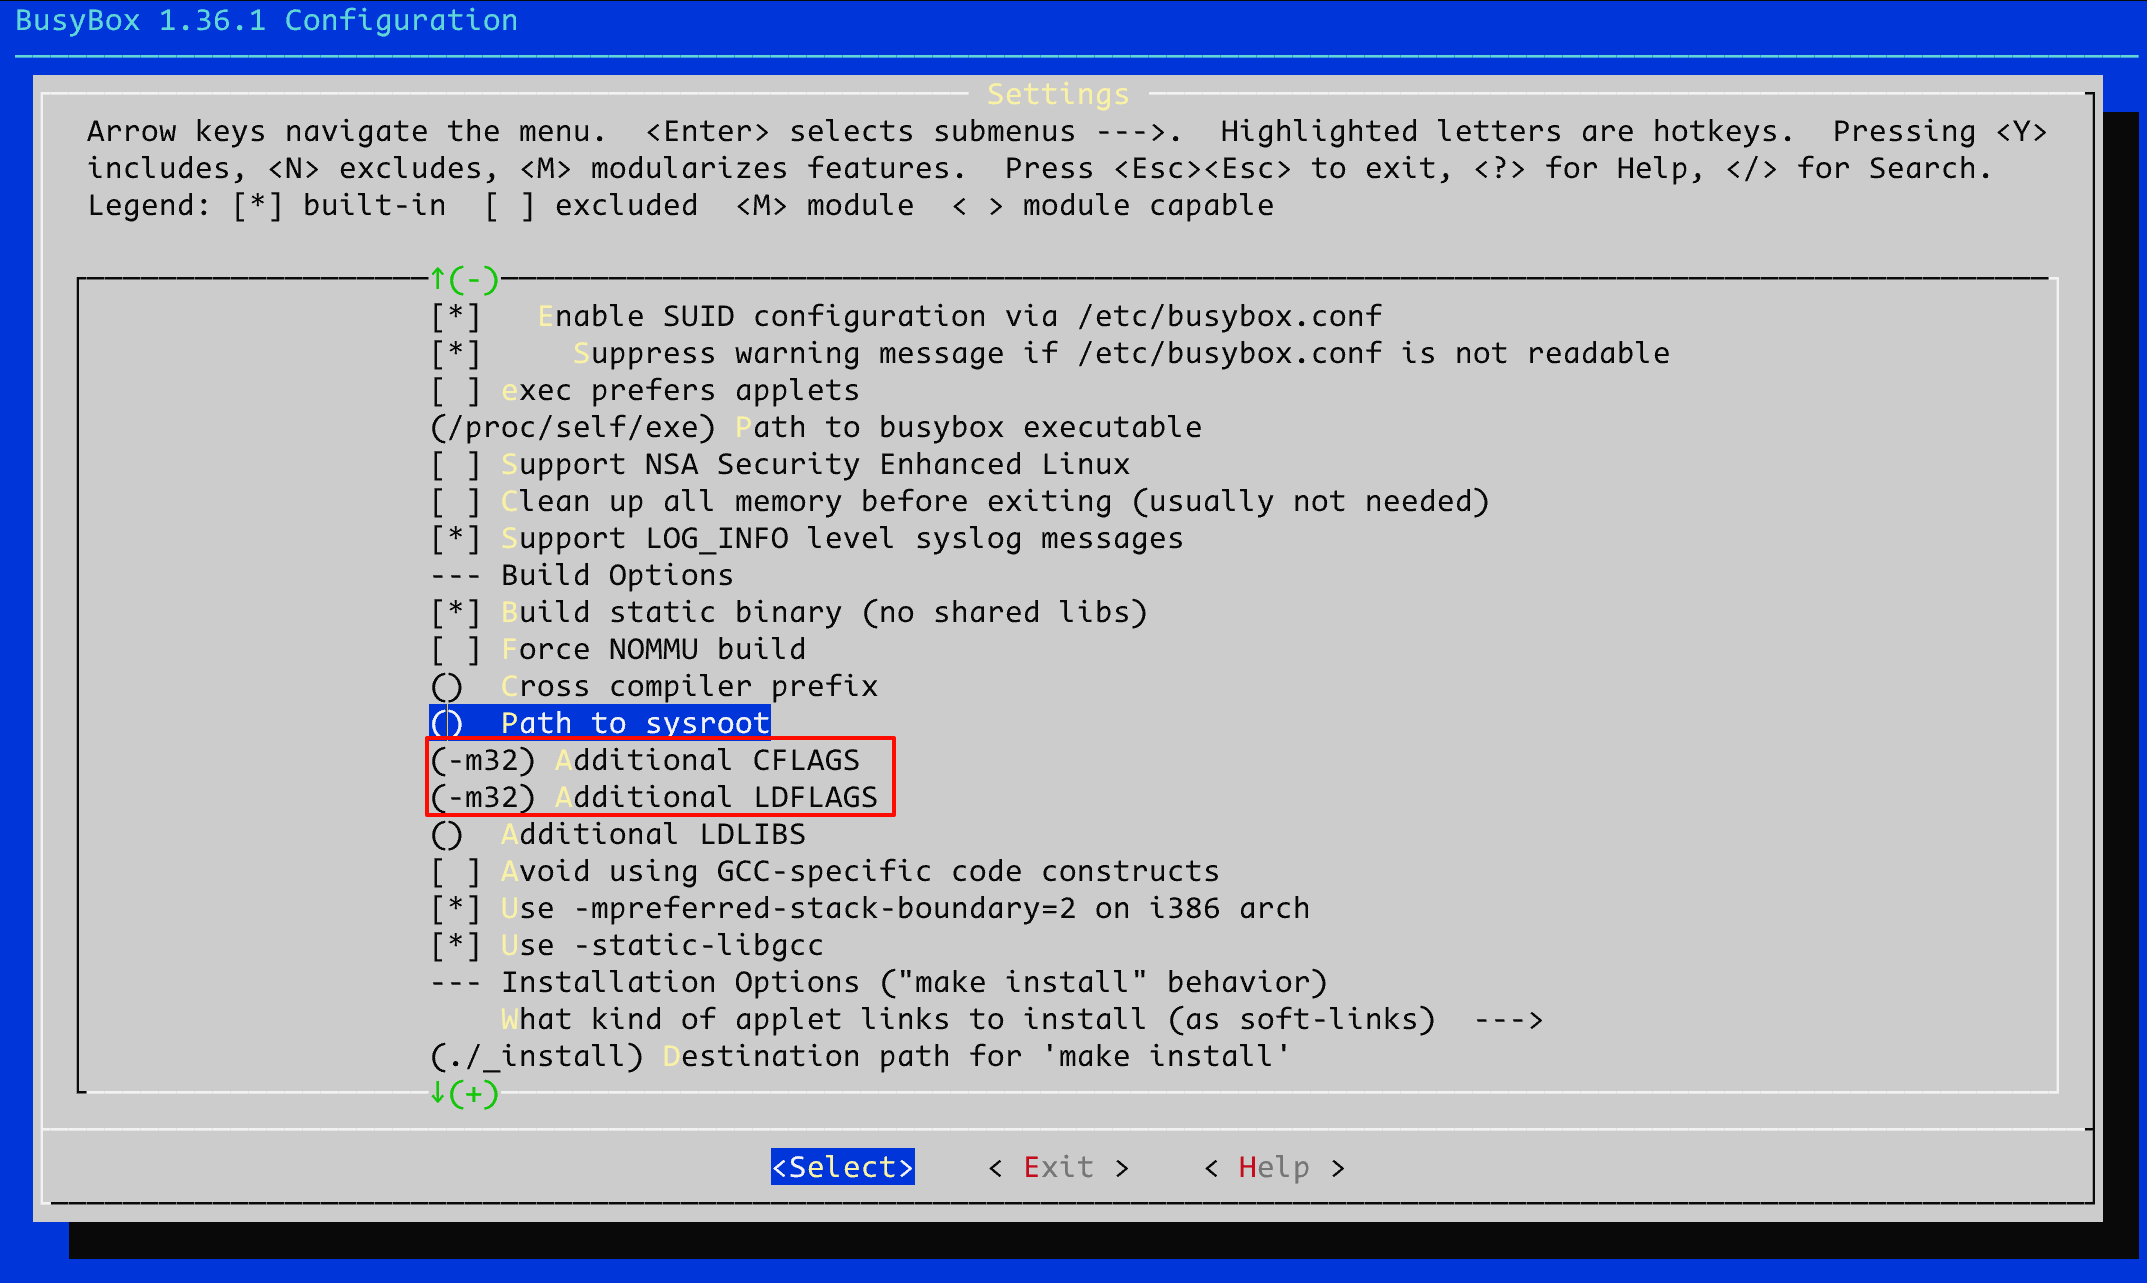 BusyBox 1.36.1 Configuration
Settings
Arrow keys navigate the menu.  <Enter> selects submenus --->.  Highlighted letters are hotkeys.  Pressing <Y>
includes, <N> excludes, <M> modularizes features.  Press <Esc><Esc> to exit, <?> for Help, </> for Search.
Legend: [*] built-in  [ ] excluded  <M> module  < > module capable
↑(-)
[*]   Enable SUID configuration via /etc/busybox.conf
[*]     Suppress warning message if /etc/busybox.conf is not readable
[ ] exec prefers applets
(/proc/self/exe) Path to busybox executable
[ ] Support NSA Security Enhanced Linux
[ ] Clean up all memory before exiting (usually not needed)
[*] Support LOG_INFO level syslog messages
--- Build Options
[*] Build static binary (no shared libs)
[ ] Force NOMMU build
()  Cross compiler prefix
()  Path to sysroot
(-m32) Additional CFLAGS
(-m32) Additional LDFLAGS
()  Additional LDLIBS
[ ] Avoid using GCC-specific code constructs
[*] Use -mpreferred-stack-boundary=2 on i386 arch
[*] Use -static-libgcc
--- Installation Options ("make install" behavior)
    What kind of applet links to install (as soft-links)  --->
(./_install) Destination path for 'make install'
↓(+)
<Select>    < Exit >    < Help >